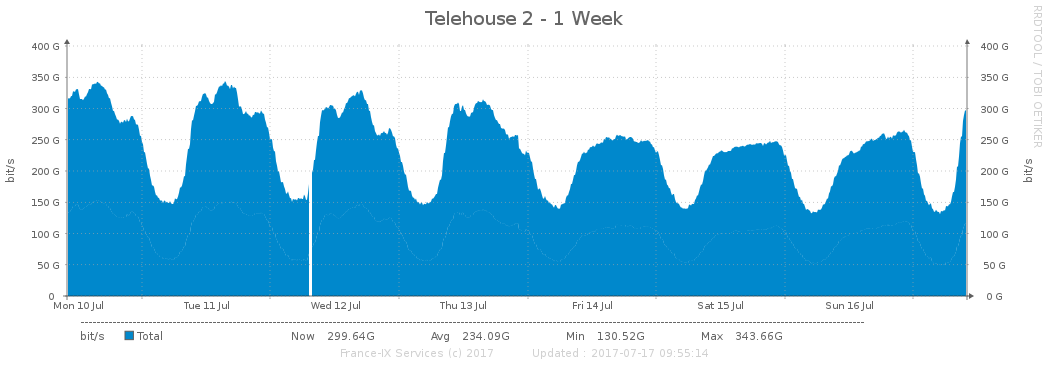 Telehouse 2 - 1 Week
RRDTOOL / TOBI OETIKER
400 G 400 G
350 G 350 G
300 G 300 G
250 G 250 G
200 G 200 G
150 G 150 G
100 G 100 G
50 G 50 G
0 0 G
bit/s
bit/s
Mon 10 Jul Tue 11 Jul Wed 12 Jul Thu 13 Jul Fri 14 Jul Sat 15 Jul Sun 16 Jul
bit/s Total Now 299.64G Avg 234.09G Min 130.52G Max 343.66G
France-IX Services (c) 2017 Updated : 2017-07-17 09:55:14